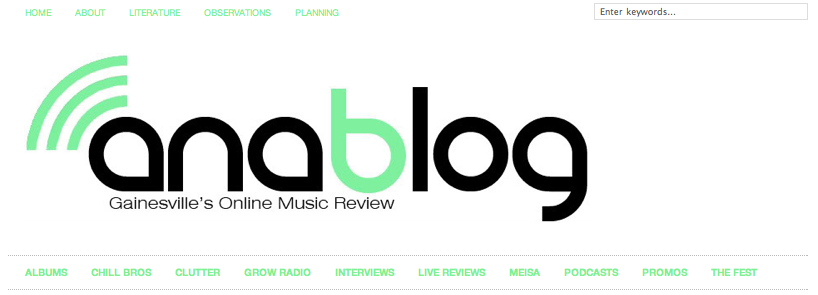 HOME ABOUT LITERATURE OBSERVATIONS PLANNING Enter keywords...
anablog
Gainesville's Online Music Review
ALBUMS CHILL BROS CLUTTER GROW RADIO INTERVIEWS LIVE REVIEWS MEISA PODCASTS PROMOS THE FEST